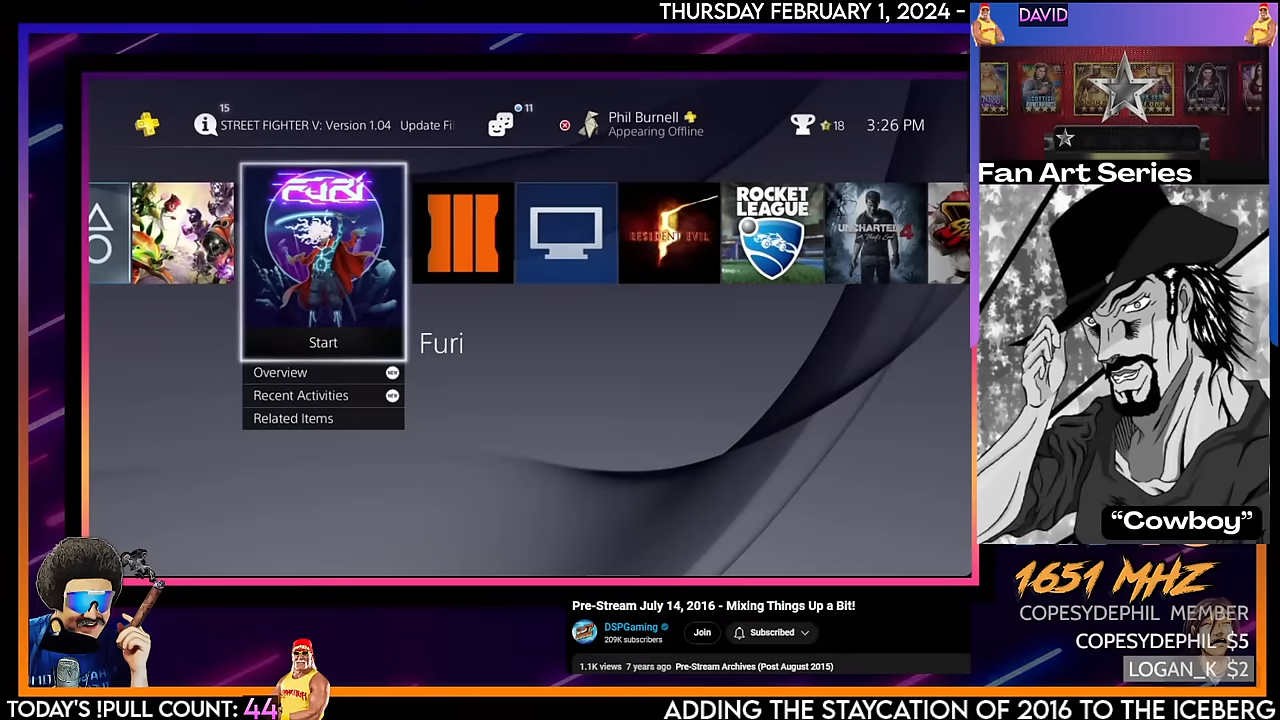 THURSDAY FEBRUARY 1, 2024 -
DAVID
Fan Art Series
15
STREET FIGHTER V: Version 1.04 Update Fi
11
Phil Burnell
Appearing Offline
18
3:26 PM
FURI
ROCKET
LEAGUE
RESIDENT EVIL
UNCHARTED 4
Start
Furi
Overview
NEW
Recent Activities
NEW
Related Items
"Cowboy"
1651 MHZ
COPESYDEPHIL MEMBER
COPESYDEPHIL $5
LOGAN_K $2
Pre-Stream July 14, 2016 - Mixing Things Up a Bit!
DSPGaming
209K subscribers
Join
Subscribed
1.1K views 7 years ago Pre-Stream Archives (Post August 2015)
TODAY'S !PULL COUNT: 44
ADDING THE STAYCATION OF 2016 TO THE ICEBERG